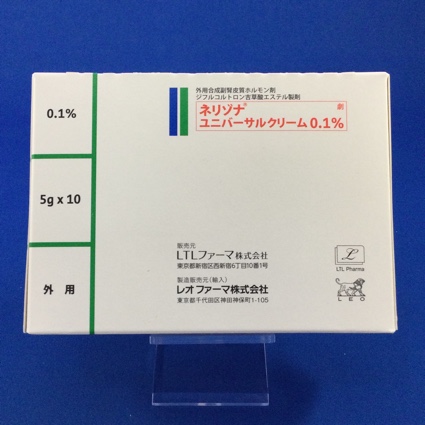 0.1%
5g x 10
外 用
外用合成副腎皮質ホルモン剤
ジフルコルトロン吉草酸エステル製剤
ネリゾナ®
劇
ユニバーサルクリーム 0.1%
販売元
LTLファーマ株式会社
東京都新宿区西新宿6丁目10番1号
製造販売元(輸入)
レオ ファーマ株式会社
東京都千代田区神田神保町1-105
L
LTL Pharma
LEO